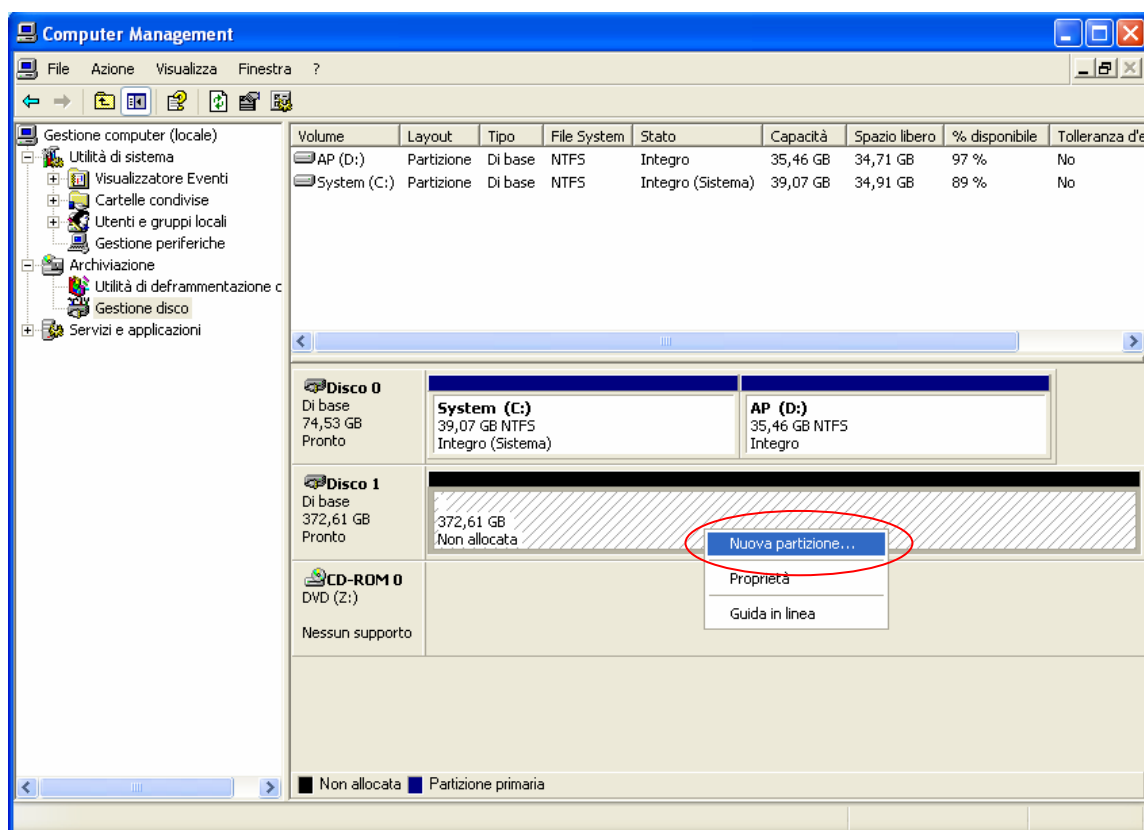 Computer Management
File Azione Visualizza Finestra ?
Gestione computer (locale)
Utilità di sistema
Visualizzatore Eventi
Cartelle condivise
Utenti e gruppi locali
Gestione periferiche
Archiviazione
Utilità di deframmentazione c
Gestione disco
Servizi e applicazioni
Volume Layout Tipo File System Stato Capacità Spazio libero % disponibile Tolleranza d'e
AP (D:) Partizione Di base NTFS Integro 35,46 GB 34,71 GB 97 % No
System (C:) Partizione Di base NTFS Integro (Sistema) 39,07 GB 34,91 GB 89 % No
Disco 0
Di base
74,53 GB
Pronto
System (C:)
39,07 GB NTFS
Integro (Sistema)
AP (D:)
35,46 GB NTFS
Integro
Disco 1
Di base
372,61 GB
Pronto
372,61 GB
Non allocata
Nuova partizione...
Proprietà
Guida in linea
CD-ROM 0
DVD (Z:)
Nessun supporto
Non allocata Partizione primaria